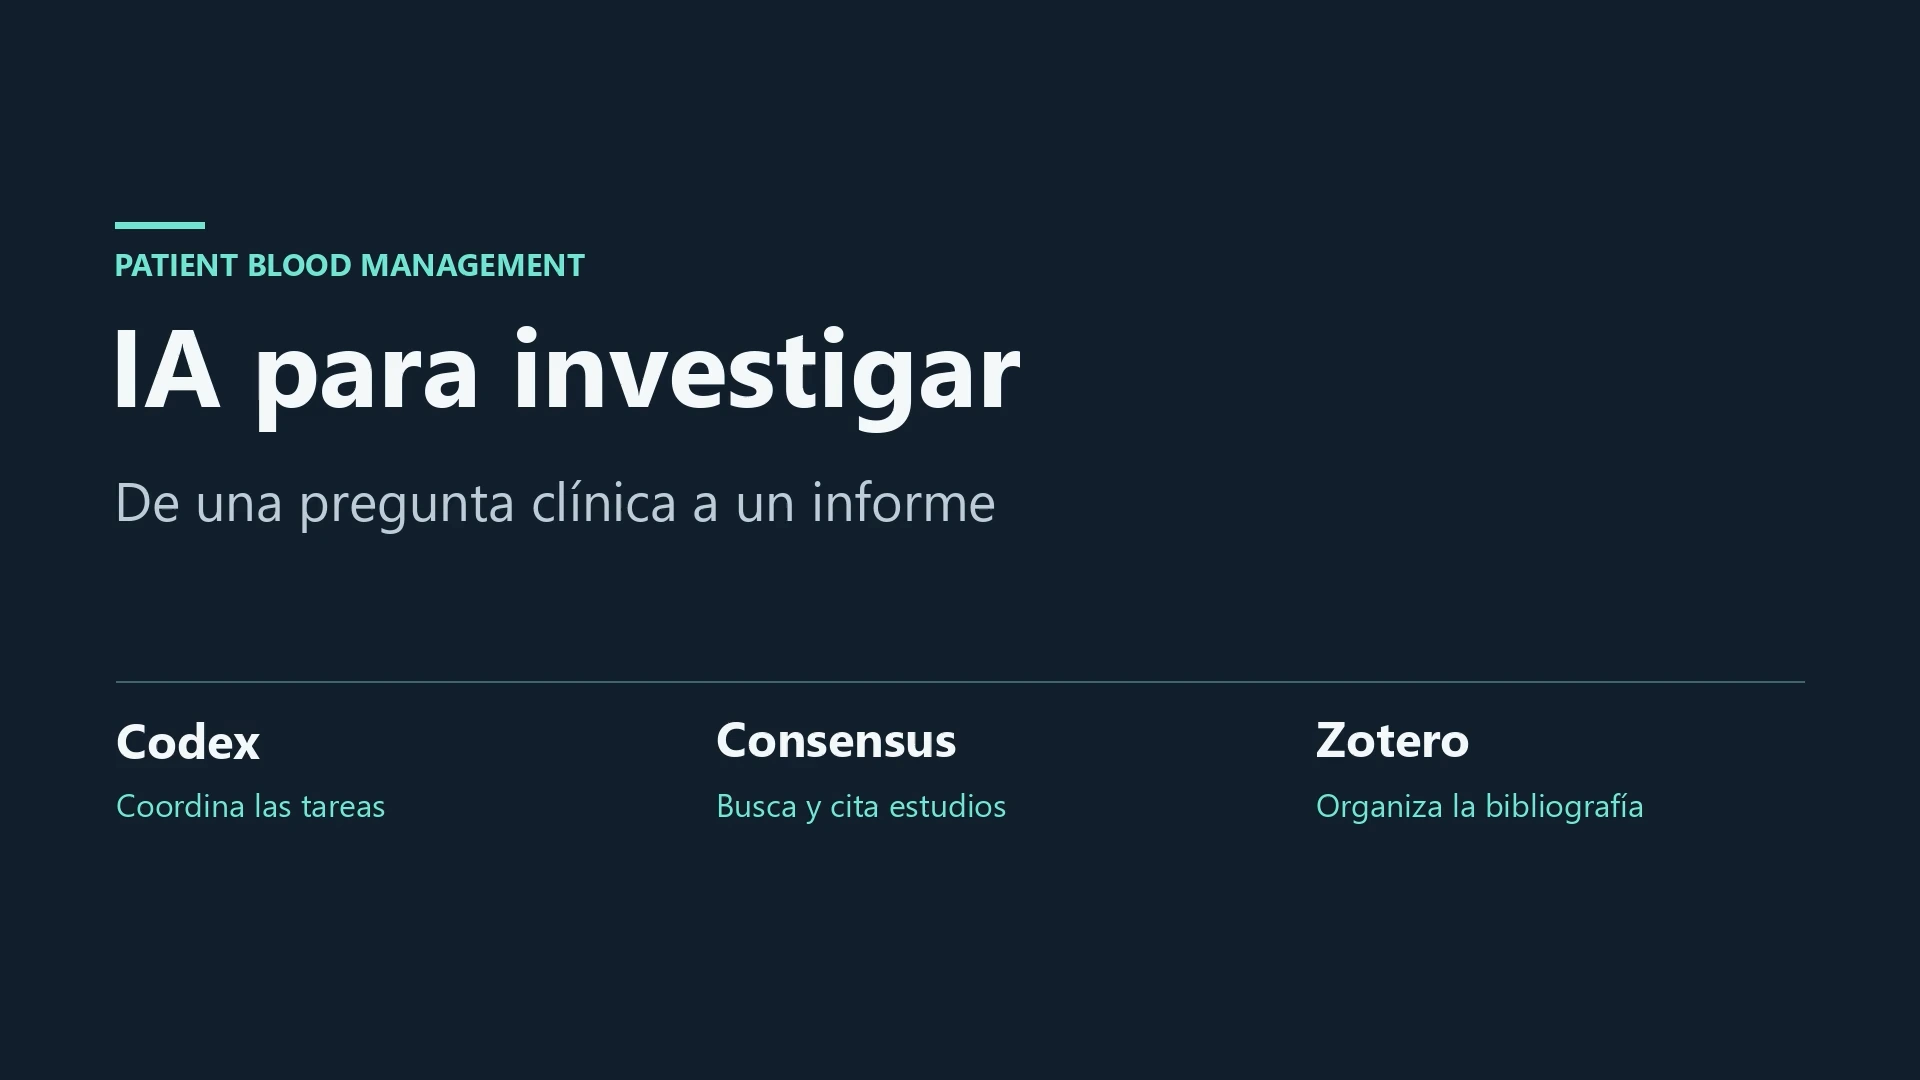 PATIENT BLOOD MANAGEMENT
IA para investigar
De una pregunta clínica a un informe
Codex
Coordina las tareas
Consensus
Busca y cita estudios
Zotero
Organiza la bibliografía